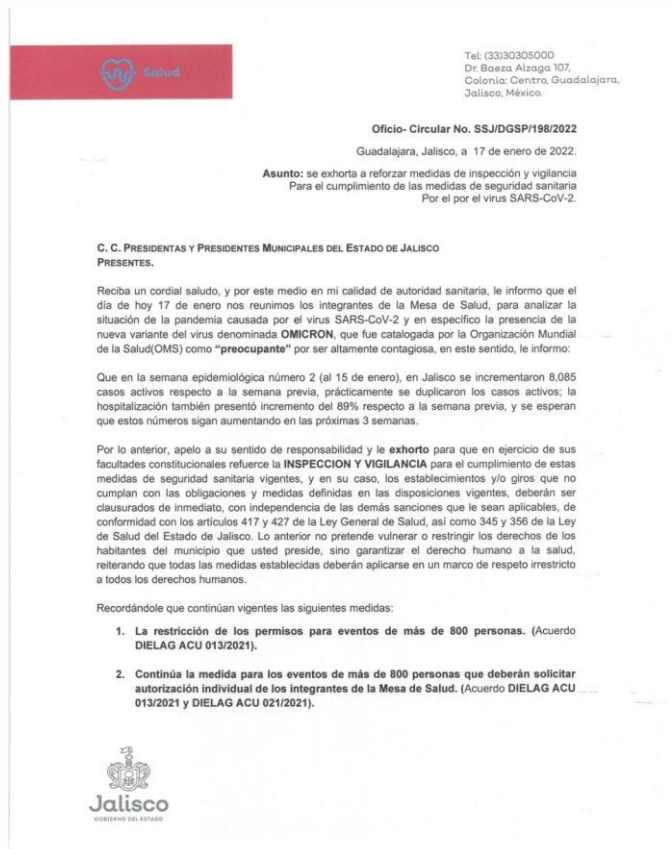 Salud
Tel: (33)30305000
Dr. Baeza Alzaga 107,
Colonia: Centro, Guadalajara,
Jalisco, México.
Oficio- Circular No. SSJ/DGSP/198/2022
Guadalajara, Jalisco, a 17 de enero de 2022.
Asunto: se exhorta a reforzar medidas de inspección y vigilancia
Para el cumplimiento de las medidas de seguridad sanitaria
Por el por el virus SARS-CoV-2.
C. C. PRESIDENTAS Y PRESIDENTES MUNICIPALES DEL ESTADO DE JALISCO
PRESENTES.
Reciba un cordial saludo, y por este medio en mi calidad de autoridad sanitaria, le informo que el
día de hoy 17 de enero nos reunimos los integrantes de la Mesa de Salud, para analizar la
situación de la pandemia causada por el virus SARS-CoV-2 y en específico la presencia de la
nueva variante del virus denominada OMICRON, que fue catalogada por la Organización Mundial
de la Salud(OMS) como "preocupante" por ser altamente contagiosa, en este sentido, le informo:
Que en la semana epidemiológica número 2 (al 15 de enero), en Jalisco se incrementaron 8,085
casos activos respecto a la semana previa, prácticamente se duplicaron los casos activos; la
hospitalización también presentó incremento del 89% respecto a la semana previa, y se esperan
que estos números sigan aumentando en las próximas 3 semanas.
Por lo anterior, apelo a su sentido de responsabilidad y le exhorto para que en ejercicio de sus
facultades constitucionales refuerce la INSPECCION Y VIGILANCIA para el cumplimiento de estas
medidas de seguridad sanitaria vigentes, y en su caso, los establecimientos y/o giros que no
cumplan con las obligaciones y medidas definidas en las disposiciones vigentes, deberán ser
clausurados de inmediato, con independencia de las demás sanciones que le sean aplicables, de
conformidad con los artículos 417 y 427 de la Ley General de Salud, así como 345 y 356 de la Ley
de Salud del Estado de Jalisco. Lo anterior no pretende vulnerar o restringir los derechos de los
habitantes del municipio que usted preside, sino garantizar el derecho humano a la salud,
reiterando que todas las medidas establecidas deberán aplicarse en un marco de respeto irrestricto
a todos los derechos humanos.
Recordándole que continúan vigentes las siguientes medidas:
1. La restricción de los permisos para eventos de más de 800 personas. (Acuerdo
DIELAG ACU 013/2021).
2. Continúa la medida para los eventos de más de 800 personas que deberán solicitar
autorización individual de los integrantes de la Mesa de Salud. (Acuerdo DIELAG ACU
013/2021 y DIELAG ACU 021/2021).
Jalisco
GOBIERNO DEL ESTADO